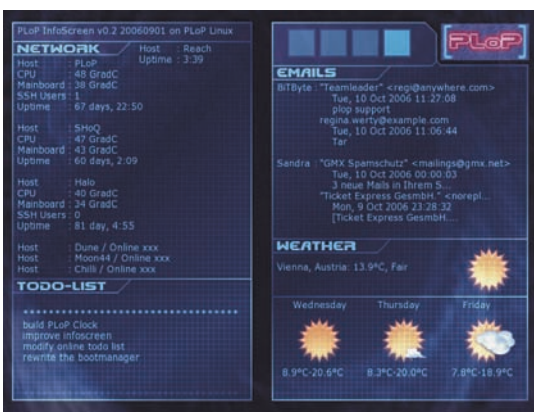 PLoP InfoScreen v0.2 20060901 on PLoP Linux
NETWORK
Host : Reach
Uptime : 3:39
Host : PLoP
CPU : 48 GradC
Mainboard : 38 GradC
SSH Users : 1
Uptime : 67 days, 22:50
Host : SHoQ
CPU : 47 GradC
Mainboard : 43 GradC
Uptime : 60 days, 2:09
Host : Halo
CPU : 40 GradC
Mainboard : 34 GradC
SSH Users : 0
Uptime : 81 day, 4:55
Host : Dune / Online xxx
Host : Moon44 / Online xxx
Host : Chilli / Online xxx
TODO-LIST
build PLoP Clock
improve infoscreen
modify online todo list
rewrite the bootmanager
PLoP
EMAILS
BiTByte : "Teamleader" <regi@anywhere.com>
Tue, 10 Oct 2006 11:27:08
plop support
regina.werty@example.com
Tue, 10 Oct 2006 11:06:44
Tar
Sandra : "GMX Spamschutz" <mailings@gmx.net>
Tue, 10 Oct 2006 00:00:03
3 neue Mails in Ihrem S...
"Ticket Express GesmbH." <norepl...
Mon, 9 Oct 2006 23:28:32
[Ticket Express GesmbH....
WEATHER
Vienna, Austria: 13.9ºC, Fair
Wednesday Thursday Friday
8.9ºC-20.6ºC 8.3ºC-20.0ºC 7.8ºC-18.9ºC